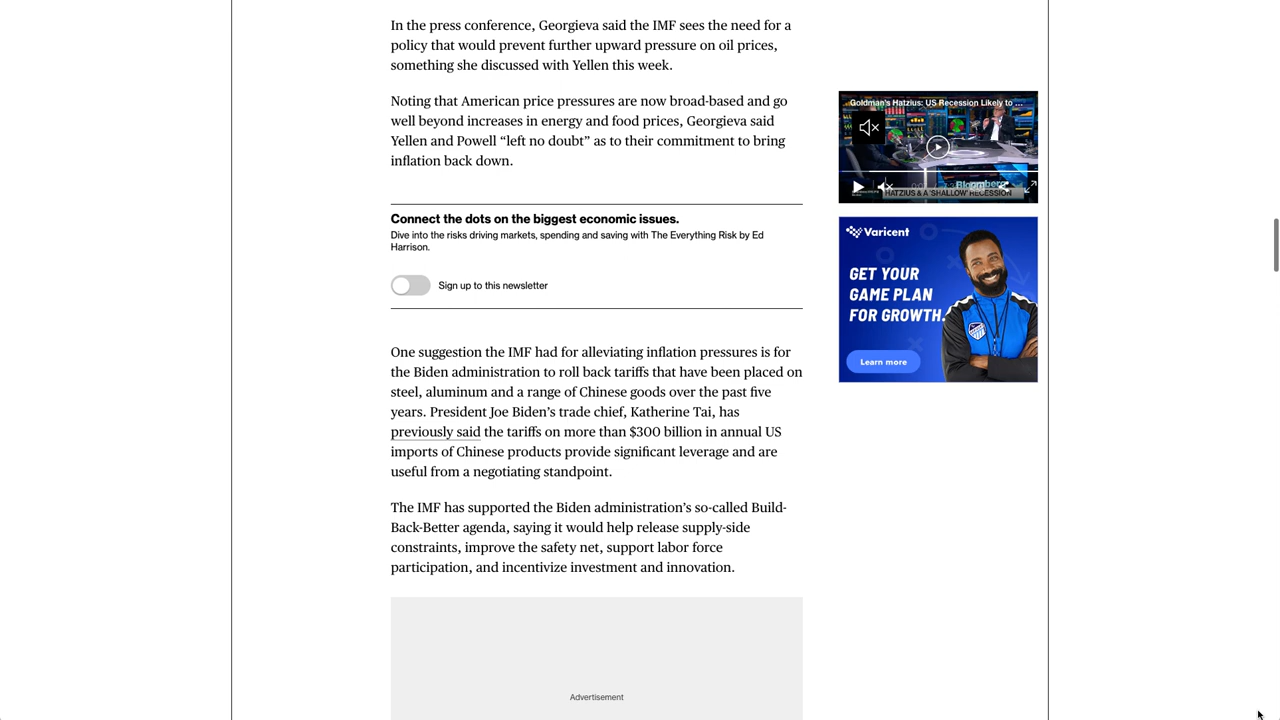 In the press conference, Georgieva said the IMF sees the need for a
policy that would prevent further upward pressure on oil prices,
something she discussed with Yellen this week.
Noting that American price pressures are now broad-based and go
well beyond increases in energy and food prices, Georgieva said
Yellen and Powell “left no doubt” as to their commitment to bring
inflation back down.
Connect the dots on the biggest economic issues.
Dive into the risks driving markets, spending and saving with The Everything Risk by Ed
Harrison.
Sign up to this newsletter
One suggestion the IMF had for alleviating inflation pressures is for
the Biden administration to roll back tariffs that have been placed on
steel, aluminum and a range of Chinese goods over the past five
years. President Joe Biden’s trade chief, Katherine Tai, has
previously said the tariffs on more than $300 billion in annual US
imports of Chinese products provide significant leverage and are
useful from a negotiating standpoint.
The IMF has supported the Biden administration’s so-called Build-
Back-Better agenda, saying it would help release supply-side
constraints, improve the safety net, support labor force
participation, and incentivize investment and innovation.
Advertisement
Goldman's Hatzius: US Recession Likely to ...
Bloomberg
HATZIUS & A 'SHALLOW' RECESSION
Varicent
GET YOUR
GAME PLAN
FOR GROWTH.
Learn more